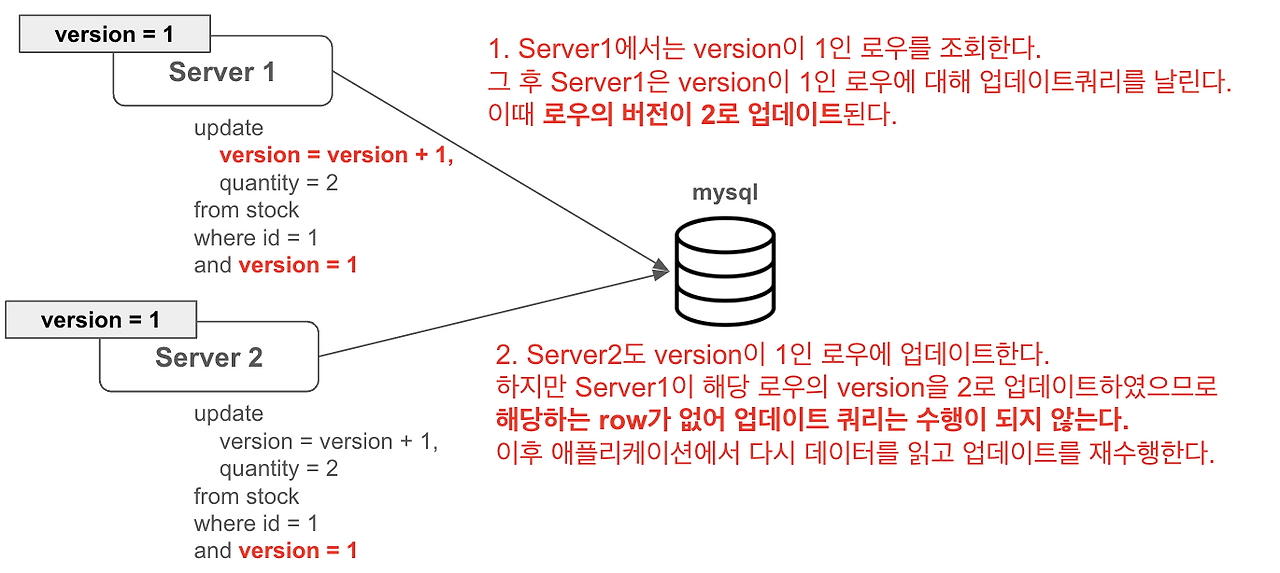 version = 1
Server 1
update
version = version + 1,
quantity = 2
from stock
where id = 1
and version = 1
1. Server1에서는 version이 1인 로우를 조회한다.
그 후 Server1은 version이 1인 로우에 대해 업데이트쿼리를 날린다.
이때 로우의 버전이 2로 업데이트된다.
mysql
version = 1
Server 2
update
version = version + 1,
quantity = 2
from stock
where id = 1
and version = 1
2. Server2도 version이 1인 로우에 업데이트한다.
하지만 Server1이 해당 로우의 version을 2로 업데이트하였으므로
해당하는 row가 없어 업데이트 쿼리는 수행이 되지 않는다.
이후 애플리케이션에서 다시 데이터를 읽고 업데이트를 재수행한다.